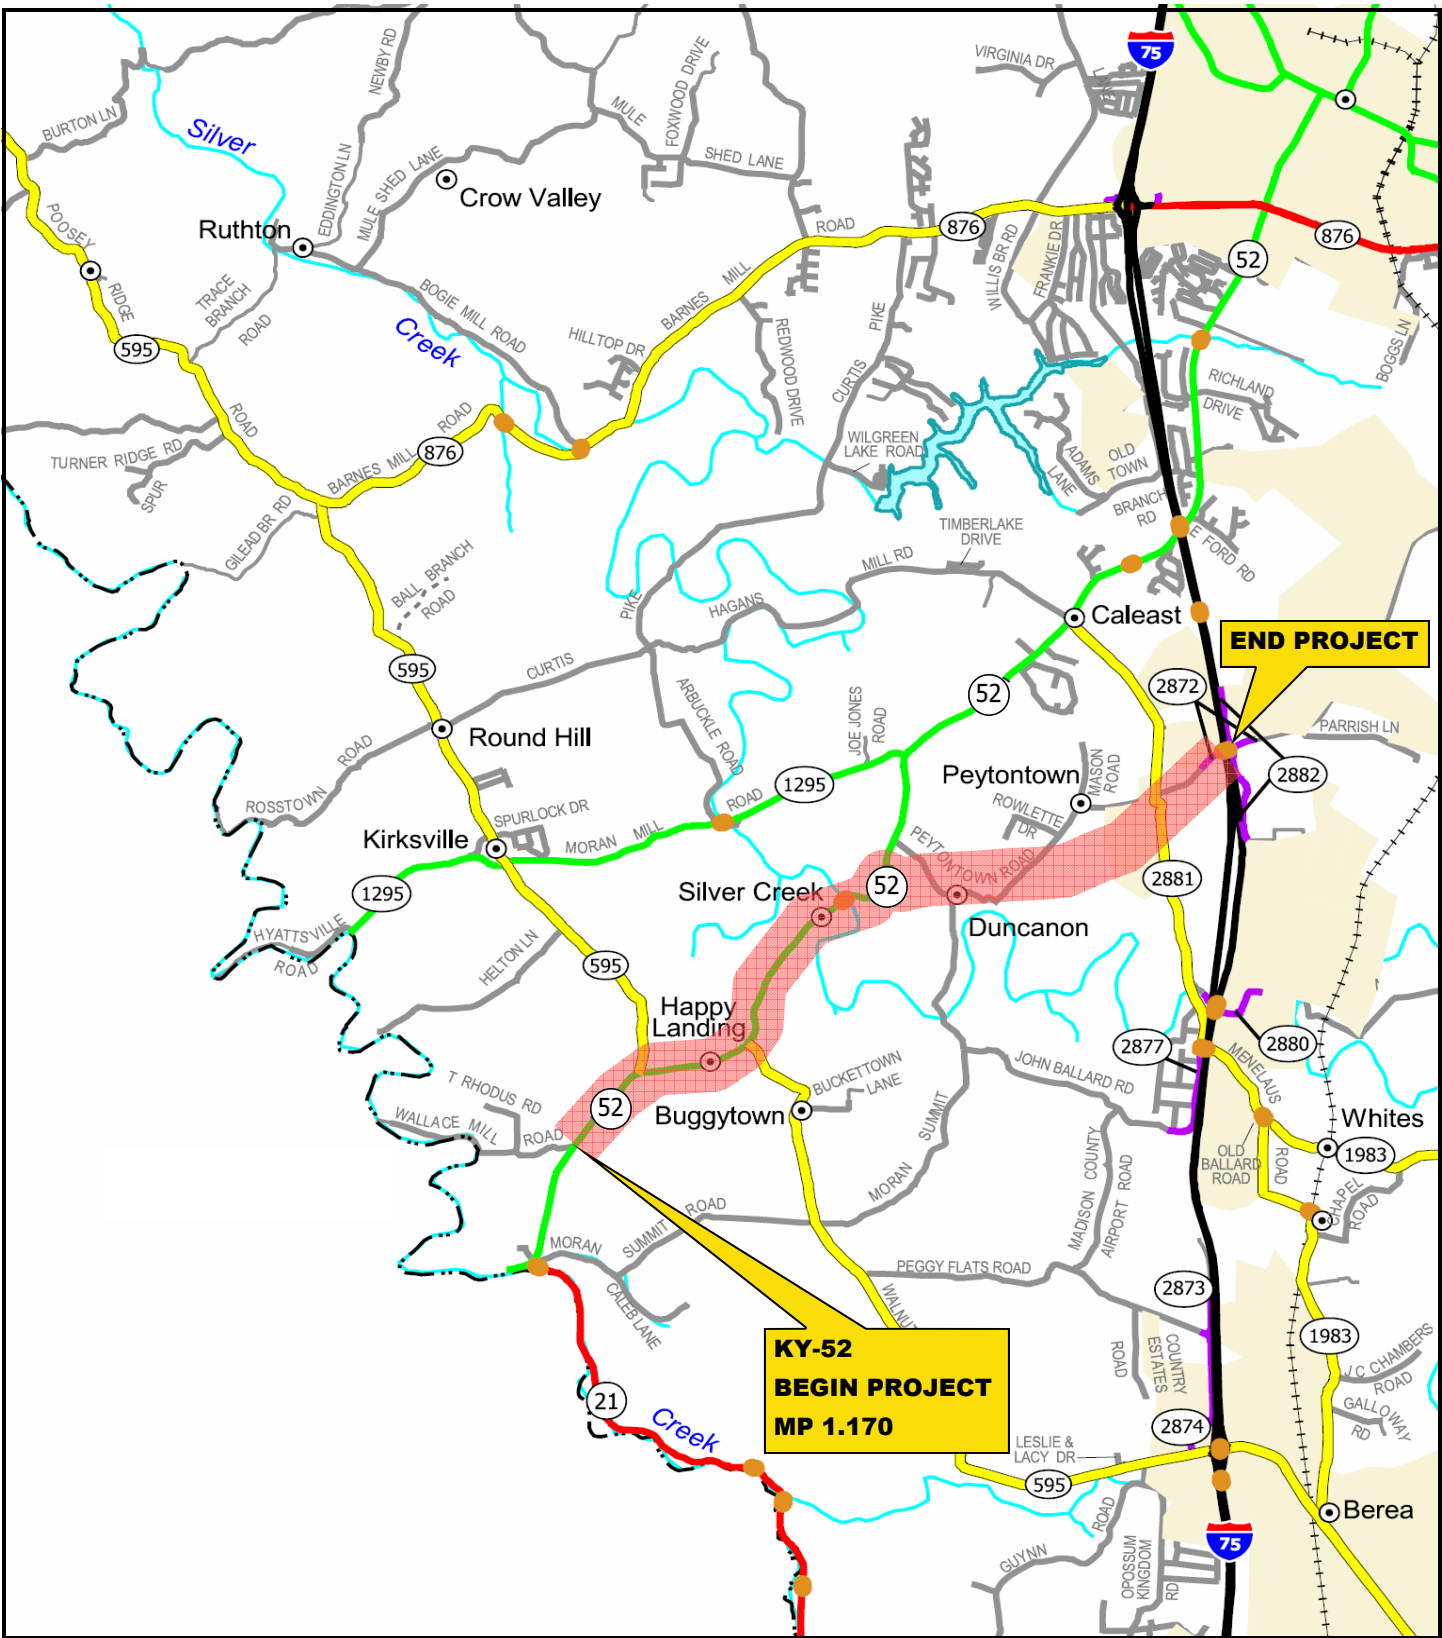 75
VIRGINIA DR
LANE
NEWBY RD
BURTON LN
MULE
FOXWOOD DRIVE
SHED LANE
Silver
EDDINGTON LN
MULE SHED LANE
Crow Valley
Ruthton
POOSEY
RIDGE
ROAD
876
876
52
WILLIS BR RD
FRANKIE DR
TRACE
BRANCH
ROAD
BOGIE MILL ROAD
BARNES
MILL
ROAD
PIKE
CURTIS
REDWOOD DRIVE
HILLTOP DR
Creek
595
BOGGS LN
RICHLAND
DRIVE
TURNER RIDGE RD
SPUR
BARNES MILL
ROAD
876
WILGREEN
LAKE ROAD
ADAMS
LANE
OLD
TOWN
BRANCH
RD
E FORD RD
GILEAD BR RD
TIMBERLAKE
DRIVE
MILL RD
HAGANS
BALL BRANCH
ROAD
PIKE
Caleast
END PROJECT
595
CURTIS
ROAD
ROSSTOWN
Round Hill
ARBUCKLE ROAD
JOE JONES
ROAD
52
2872
PARRISH LN
2882
Peytontown
MASON
ROAD
ROWLETTE
DR
1295
ROAD
SPURLOCK DR
Kirksville
MORAN
MILL
PEYTONTOWN ROAD
1295
Silver Creek
52
2881
HYATTSVILLE
ROAD
Duncanon
HELTON LN
595
Happy
Landing
2877
2880
MENELAUS
ROAD
JOHN BALLARD RD
BUCKETTOWN
LANE
T RHODUS RD
WALLACE MILL
ROAD
52
Buggytown
Whites
1983
OLD
BALLARD
ROAD
CHAPEL
ROAD
MORAN
SUMMIT
MADISON COUNTY
AIRPORT ROAD
MORAN
SUMMIT
ROAD
CALEB LANE
PEGGY FLATS ROAD
WALNUT
2873
1983
KY-52
BEGIN PROJECT
MP 1.170
ROAD
COUNTRY
ESTATES
J C CHAMBERS
ROAD
GALLOWAY
RD
21
Creek
2874
LESLIE &
LACY DR
595
Berea
ROAD
GUYNN
OPOSSUM
KINGDOM
RD
75